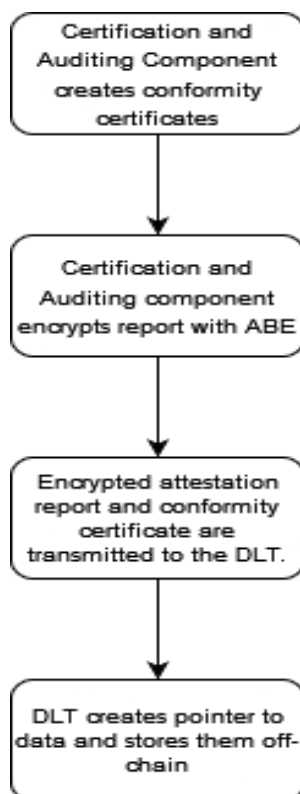 Certification and
Auditing Component
creates conformity
certificates
Certification and
Auditing component
encrypts report with ABE
Encrypted attestation
report and conformity
certificate are
transmitted to the DLT.
DLT creates pointer to
data and stores them off-
chain